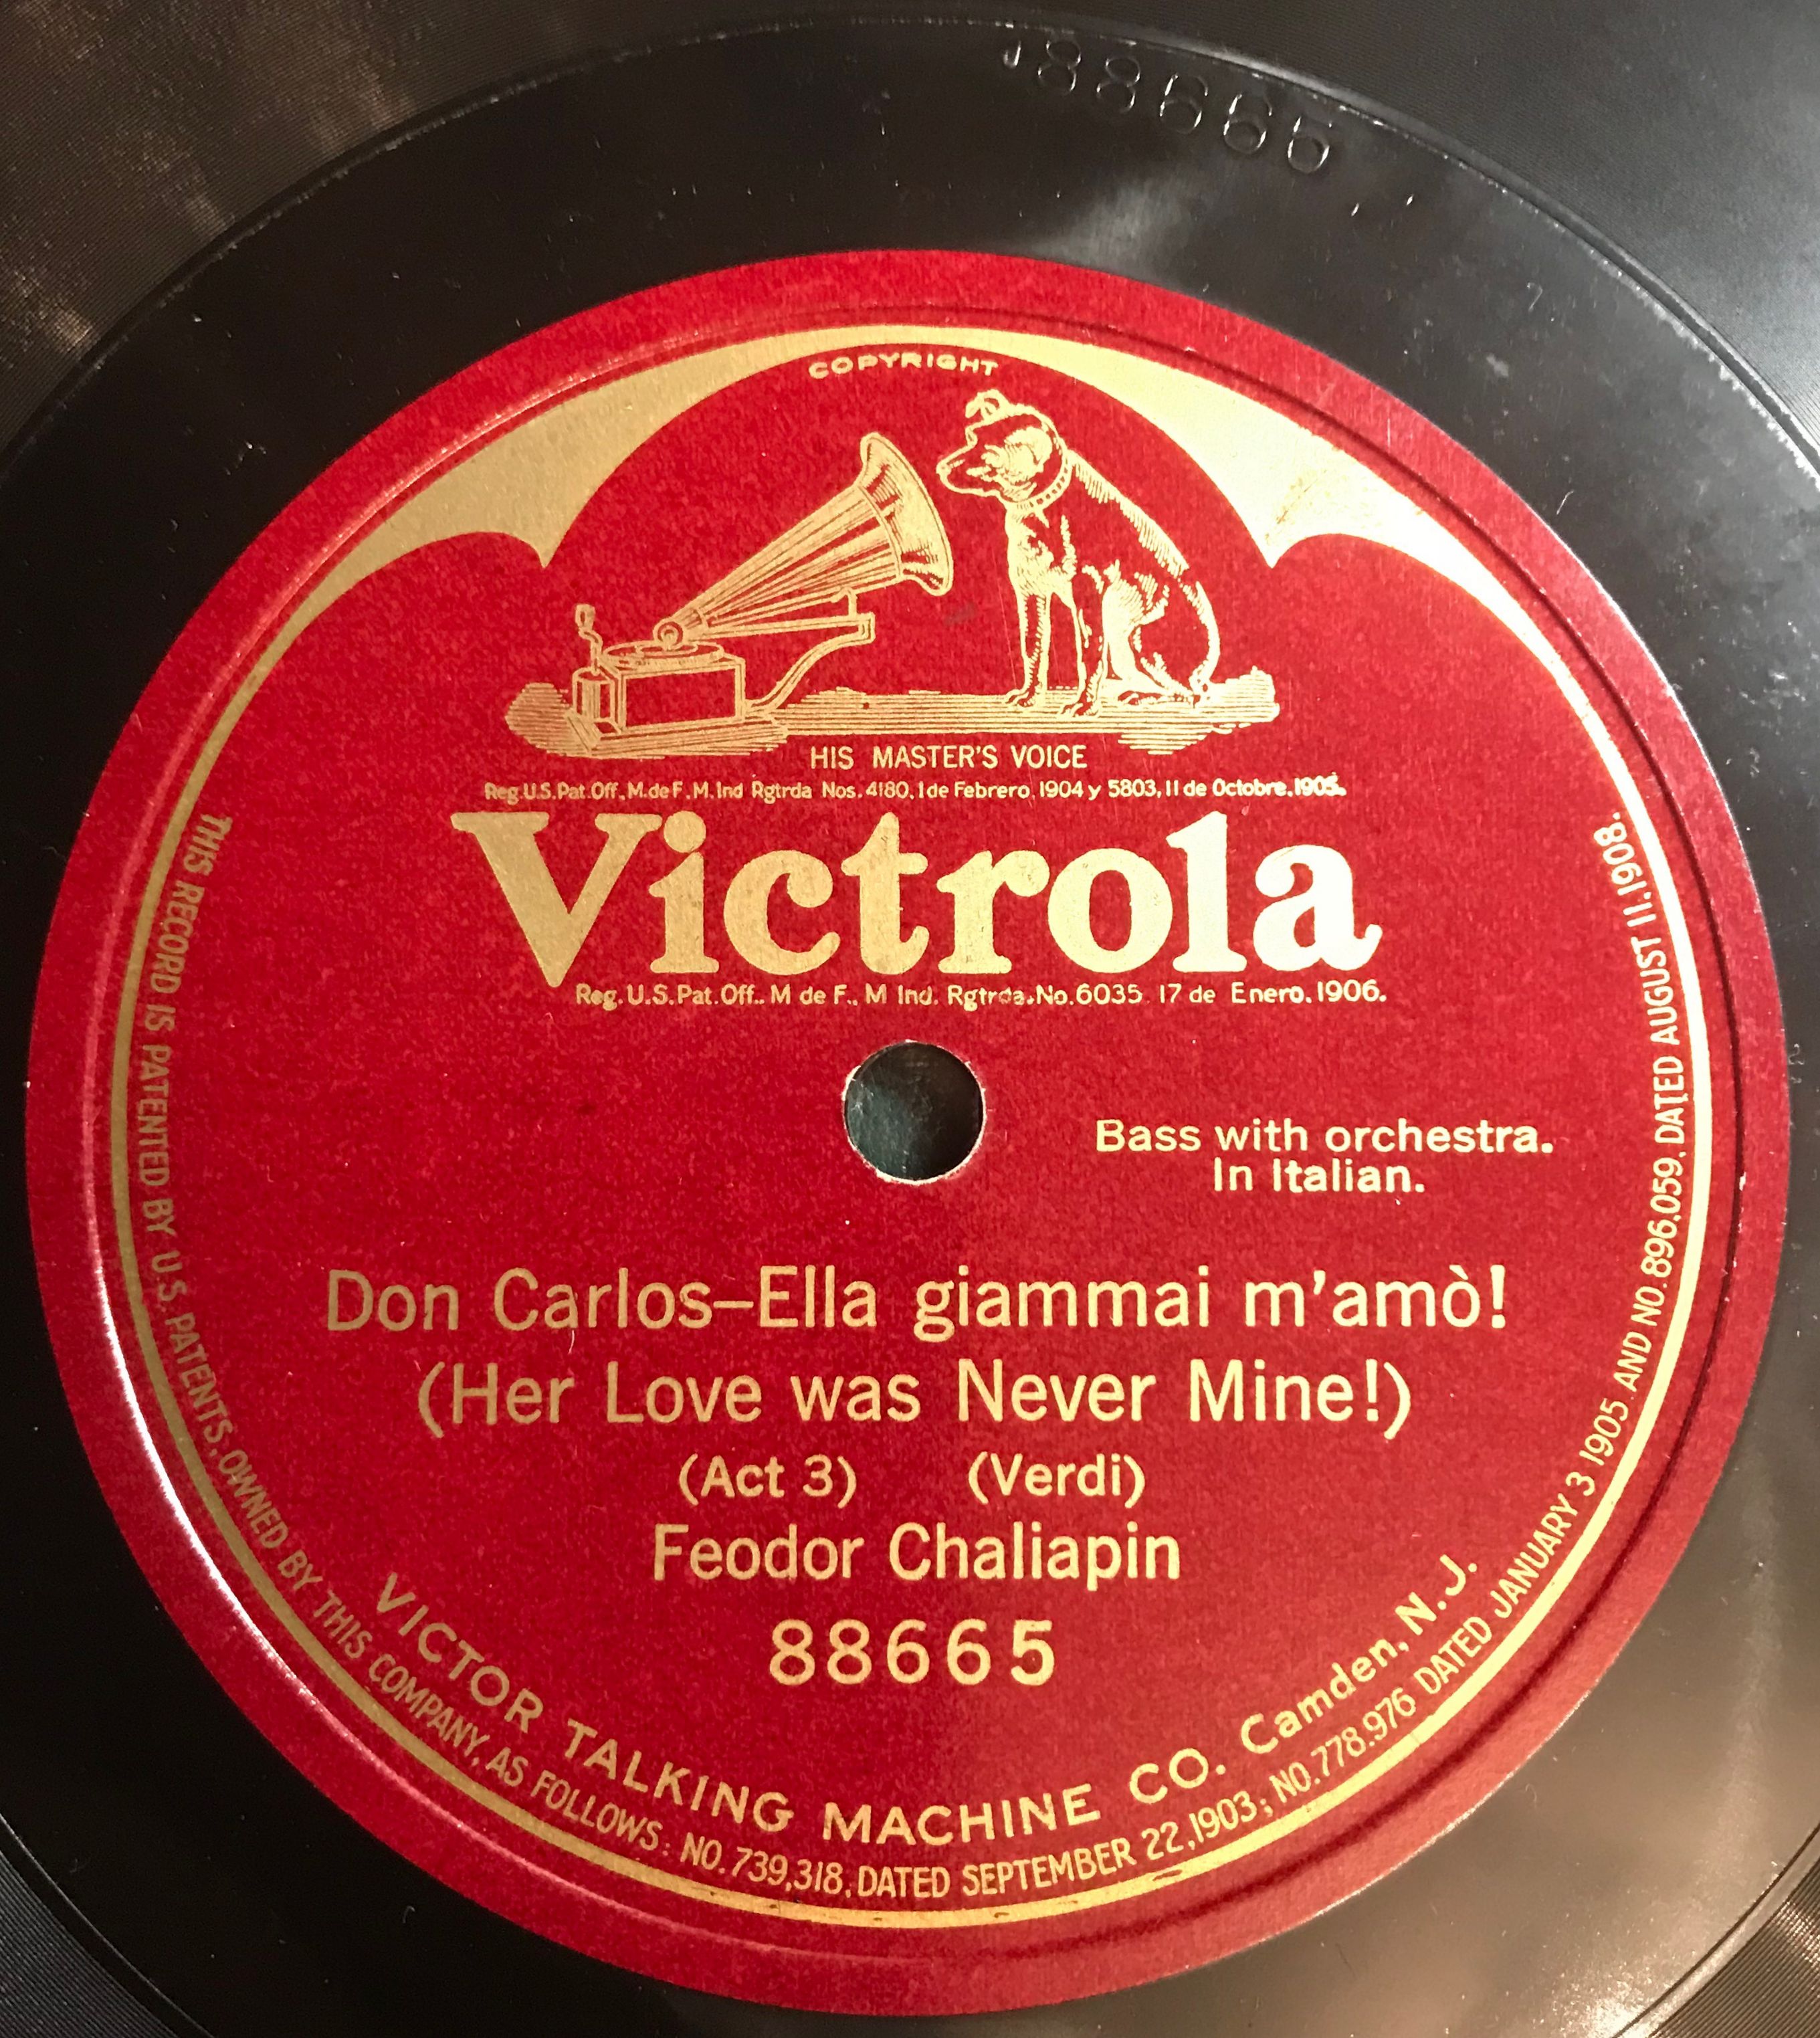 88665
COPYRIGHT
HIS MASTER'S VOICE
Reg.U.S.Pat.Off.,M.de F.,M.Ind Rgtrda Nos.4180,1de Febrero,1904 y 5803,11 de Octobre,1905.
Victrola
Reg.U.S.Pat.Off.. M de F., M Ind. Rgtrda.No.6035 17 de Enero.1906.
Bass with orchestra.
In Italian.
Don Carlos–Ella giammai m'amò!
(Her Love was Never Mine!)
(Act 3) (Verdi)
Feodor Chaliapin
88665
VICTOR TALKING MACHINE CO. Camden, N.J.
THIS RECORD IS PATENTED BY U.S. PATENTS, OWNED BY THIS COMPANY, AS FOLLOWS: NO. 739,318, DATED SEPTEMBER 22,1903; NO.778.976 DATED JANUARY 3 1905 AND NO.896,059, DATED AUGUST 11,1908.